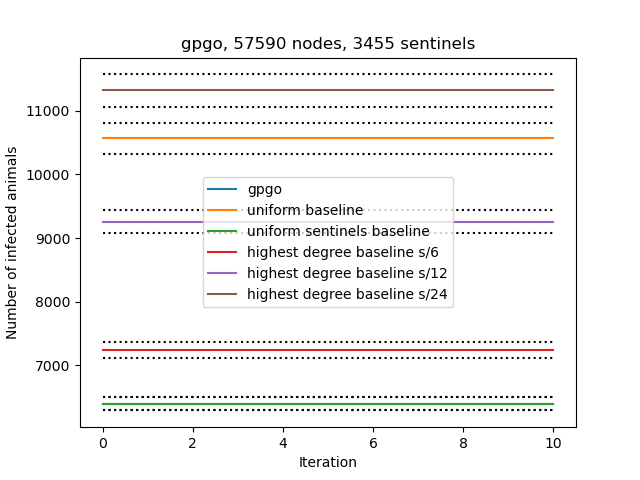 gpgo, 57590 nodes, 3455 sentinels
Number of infected animals
11000
10000
9000
8000
7000
gpgo
uniform baseline
uniform sentinels baseline
highest degree baseline s/6
highest degree baseline s/12
highest degree baseline s/24
0 2 4 6 8 10
Iteration